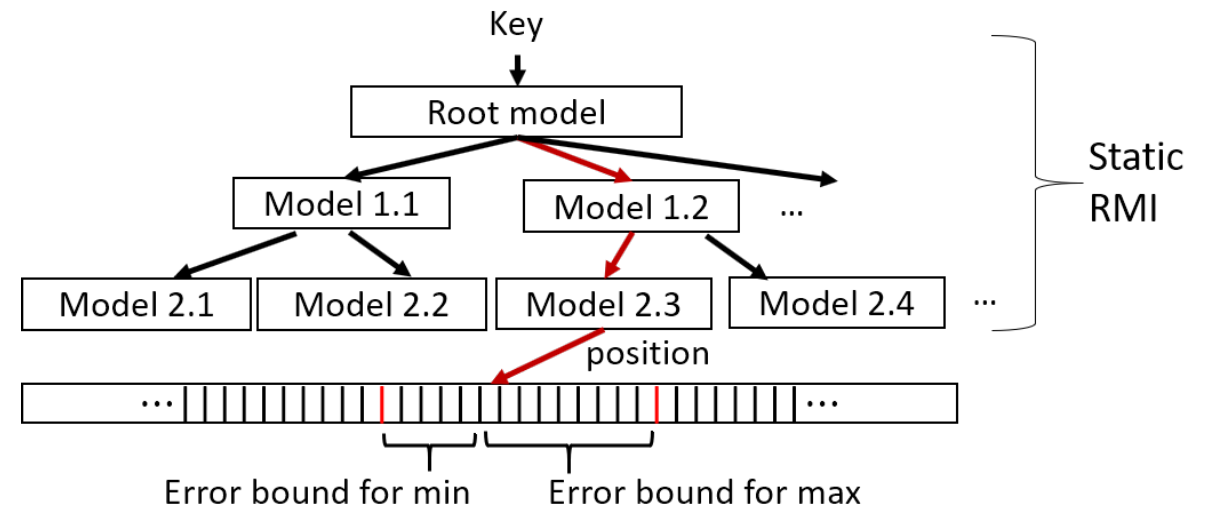 Key
Root model
Model 1.1
Model 1.2
...
Static
RMI
Model 2.1
Model 2.2
Model 2.3
Model 2.4
...
position
...
...
Error bound for min
Error bound for max